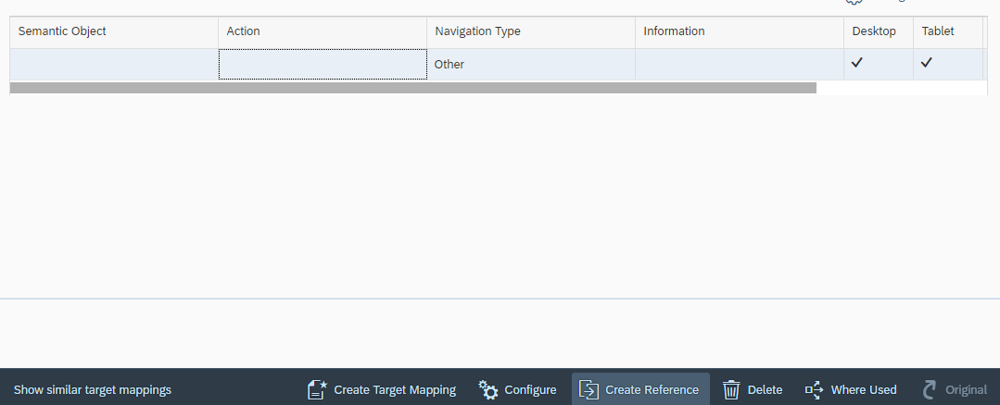 Semantic Object Action Navigation Type Information Desktop Tablet
Other
Show similar target mappings Create Target Mapping Configure Create Reference Delete Where Used Original